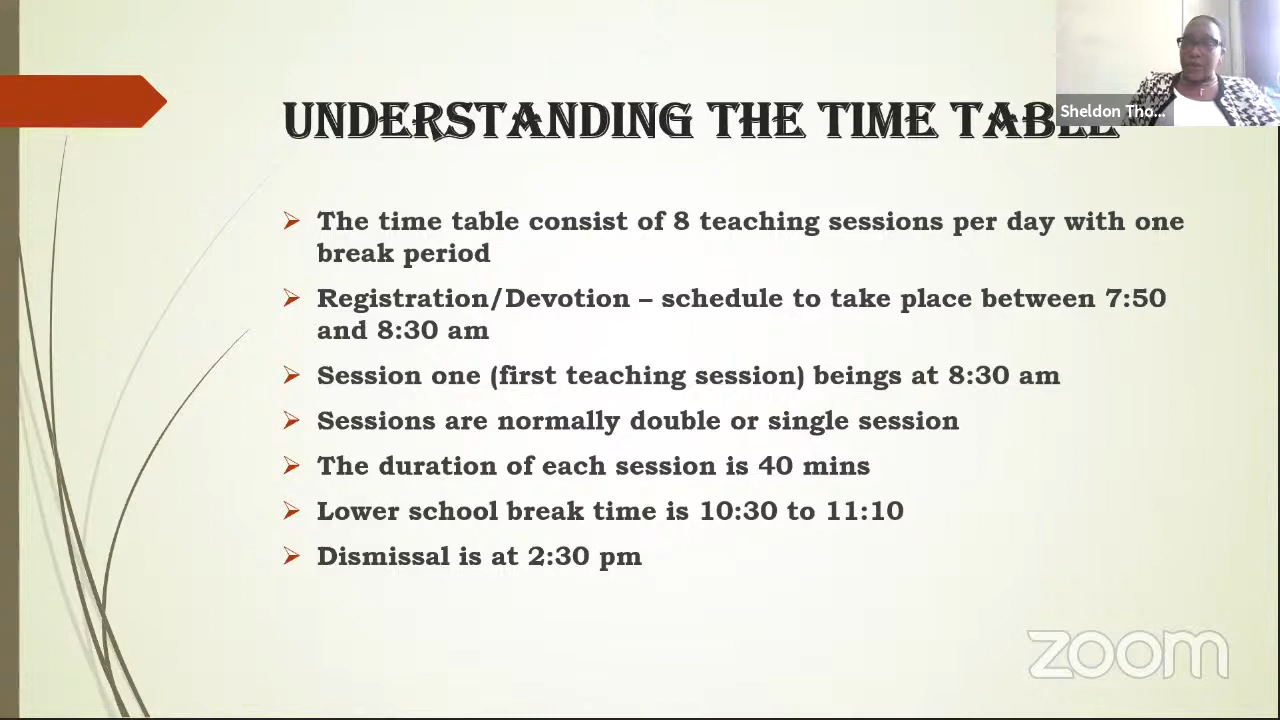 Sheldon Tho...
UNDERSTANDING THE TIME TABLE
The time table consist of 8 teaching sessions per day with one
break period
Registration/Devotion – schedule to take place between 7:50
and 8:30 am
Session one (first teaching session) beings at 8:30 am
Sessions are normally double or single session
The duration of each session is 40 mins
Lower school break time is 10:30 to 11:10
Dismissal is at 2:30 pm
zoom